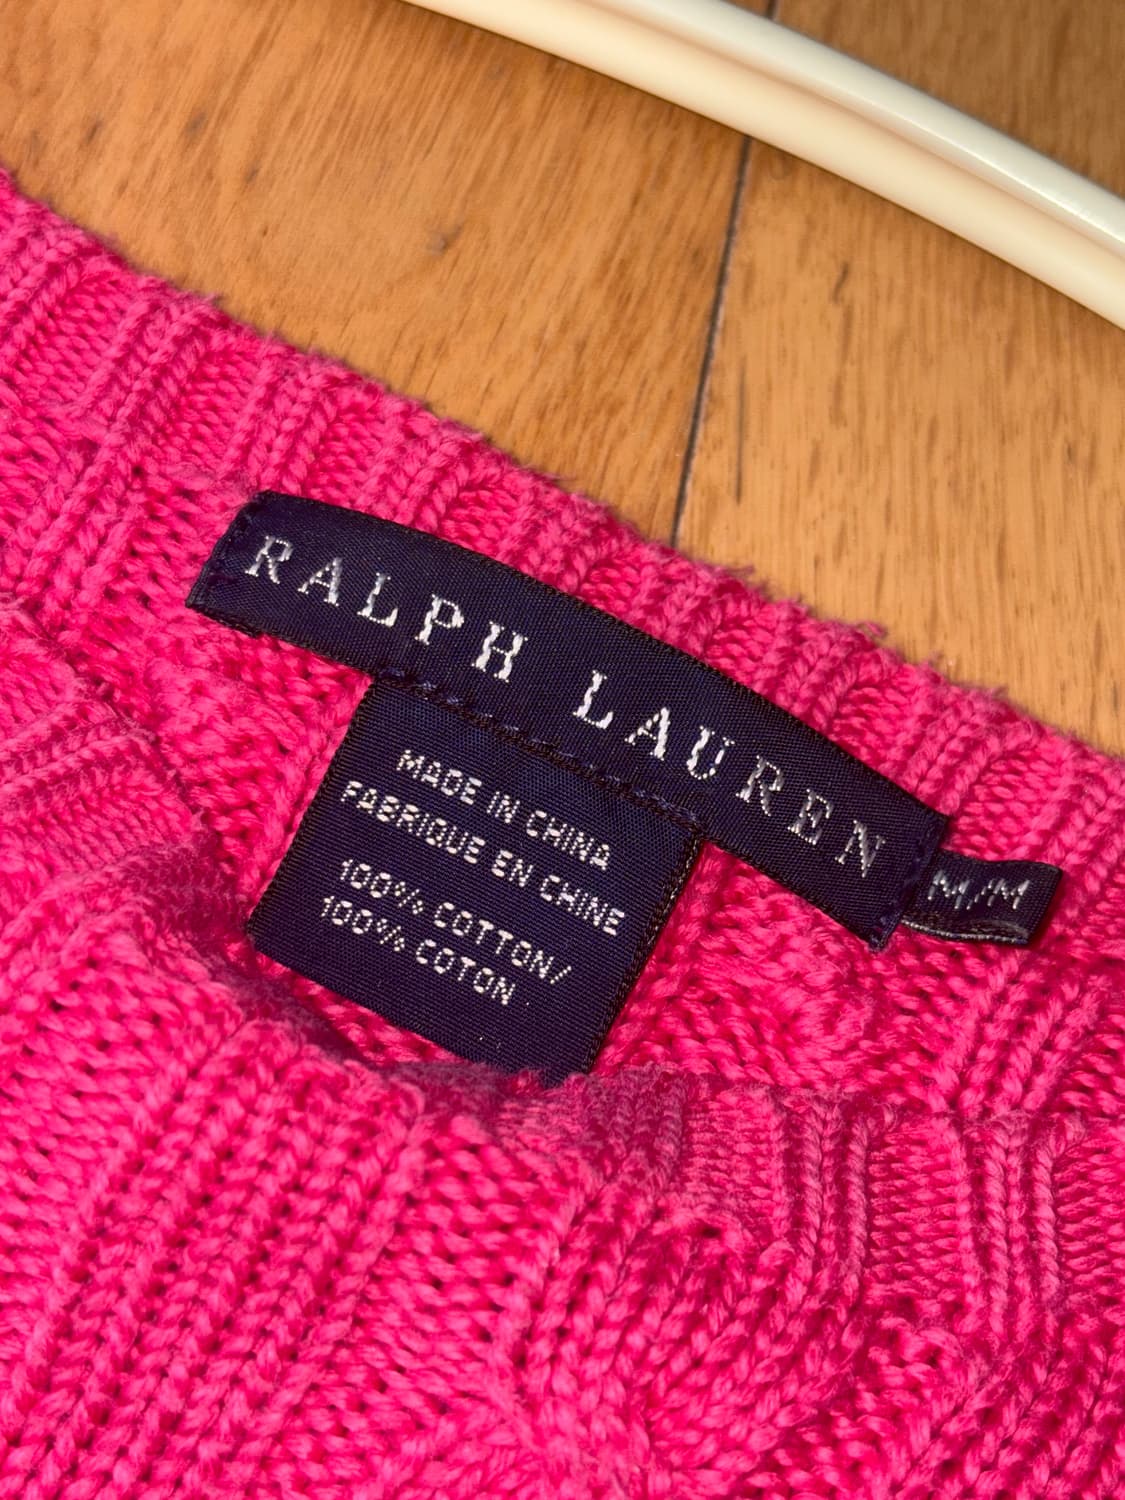 RALPH LAUREN
M/M
MADE IN CHINA
FABRIQUE EN CHINE
100% COTTON/
100% COTON